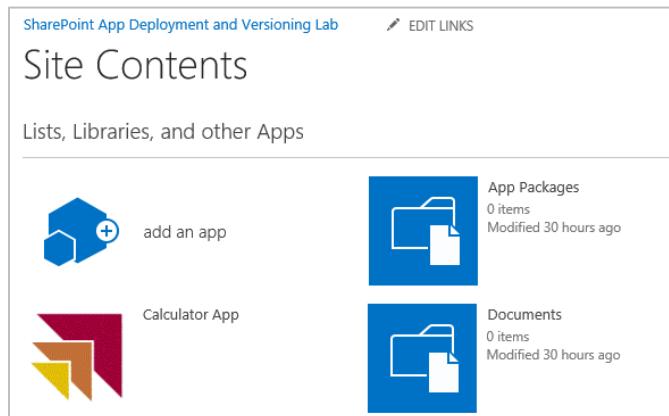 SharePoint App Deployment and Versioning Lab EDIT LINKS
Site Contents
Lists, Libraries, and other Apps
add an app
App Packages
0 items
Modified 30 hours ago
Calculator App
Documents
0 items
Modified 30 hours ago